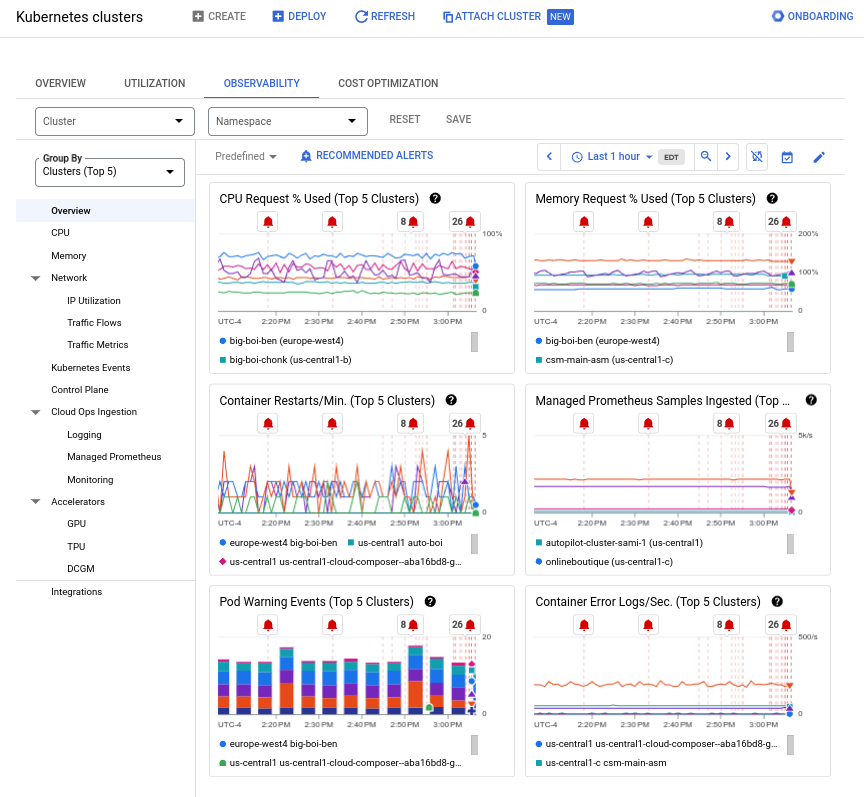 Kubernetes clusters CREATE DEPLOY REFRESH ATTACH CLUSTER NEW ONBOARDING
OVERVIEW UTILIZATION OBSERVABILITY COST OPTIMIZATION
Cluster Namespace RESET SAVE
Group By
Clusters (Top 5)
Overview
CPU
Memory
Network
IP Utilization
Traffic Flows
Traffic Metrics
Kubernetes Events
Control Plane
Cloud Ops Ingestion
Logging
Managed Prometheus
Monitoring
Accelerators
GPU
TPU
DCGM
Integrations
Predefined RECOMMENDED ALERTS Last 1 hour EDT
CPU Request % Used (Top 5 Clusters)
8 26
100%
0
UTC-4 2:20 PM 2:30 PM 2:40 PM 2:50 PM 3:00 PM
big-boi-ben (europe-west4)
big-boi-chonk (us-central1-b)
Memory Request % Used (Top 5 Clusters)
8 26
200%
100%
0
UTC-4 2:20 PM 2:30 PM 2:40 PM 2:50 PM 3:00 PM
big-boi-ben (europe-west4)
csm-main-asm (us-central1-c)
Container Restarts/Min. (Top 5 Clusters)
8 26
5
0
UTC-4 2:20 PM 2:30 PM 2:40 PM 2:50 PM 3:00 PM
europe-west4 big-boi-ben us-central1 auto-boi
us-central1 us-central1-cloud-composer--aba16bd8-g...
Managed Prometheus Samples Ingested (Top ...
8 26
5k/s
0
UTC-4 2:20 PM 2:30 PM 2:40 PM 2:50 PM 3:00 PM
autopilot-cluster-sami-1 (us-central1)
onlineboutique (us-central1-c)
Pod Warning Events (Top 5 Clusters)
8 26
20
0
UTC-4 2:20 PM 2:30 PM 2:40 PM 2:50 PM 3:00 PM
europe-west4 big-boi-ben
us-central1 us-central1-cloud-composer--aba16bd8-g...
Container Error Logs/Sec. (Top 5 Clusters)
8 26
500/s
0
UTC-4 2:20 PM 2:30 PM 2:40 PM 2:50 PM 3:00 PM
us-central1 us-central1-cloud-composer--aba16bd8-g...
us-central1-c csm-main-asm